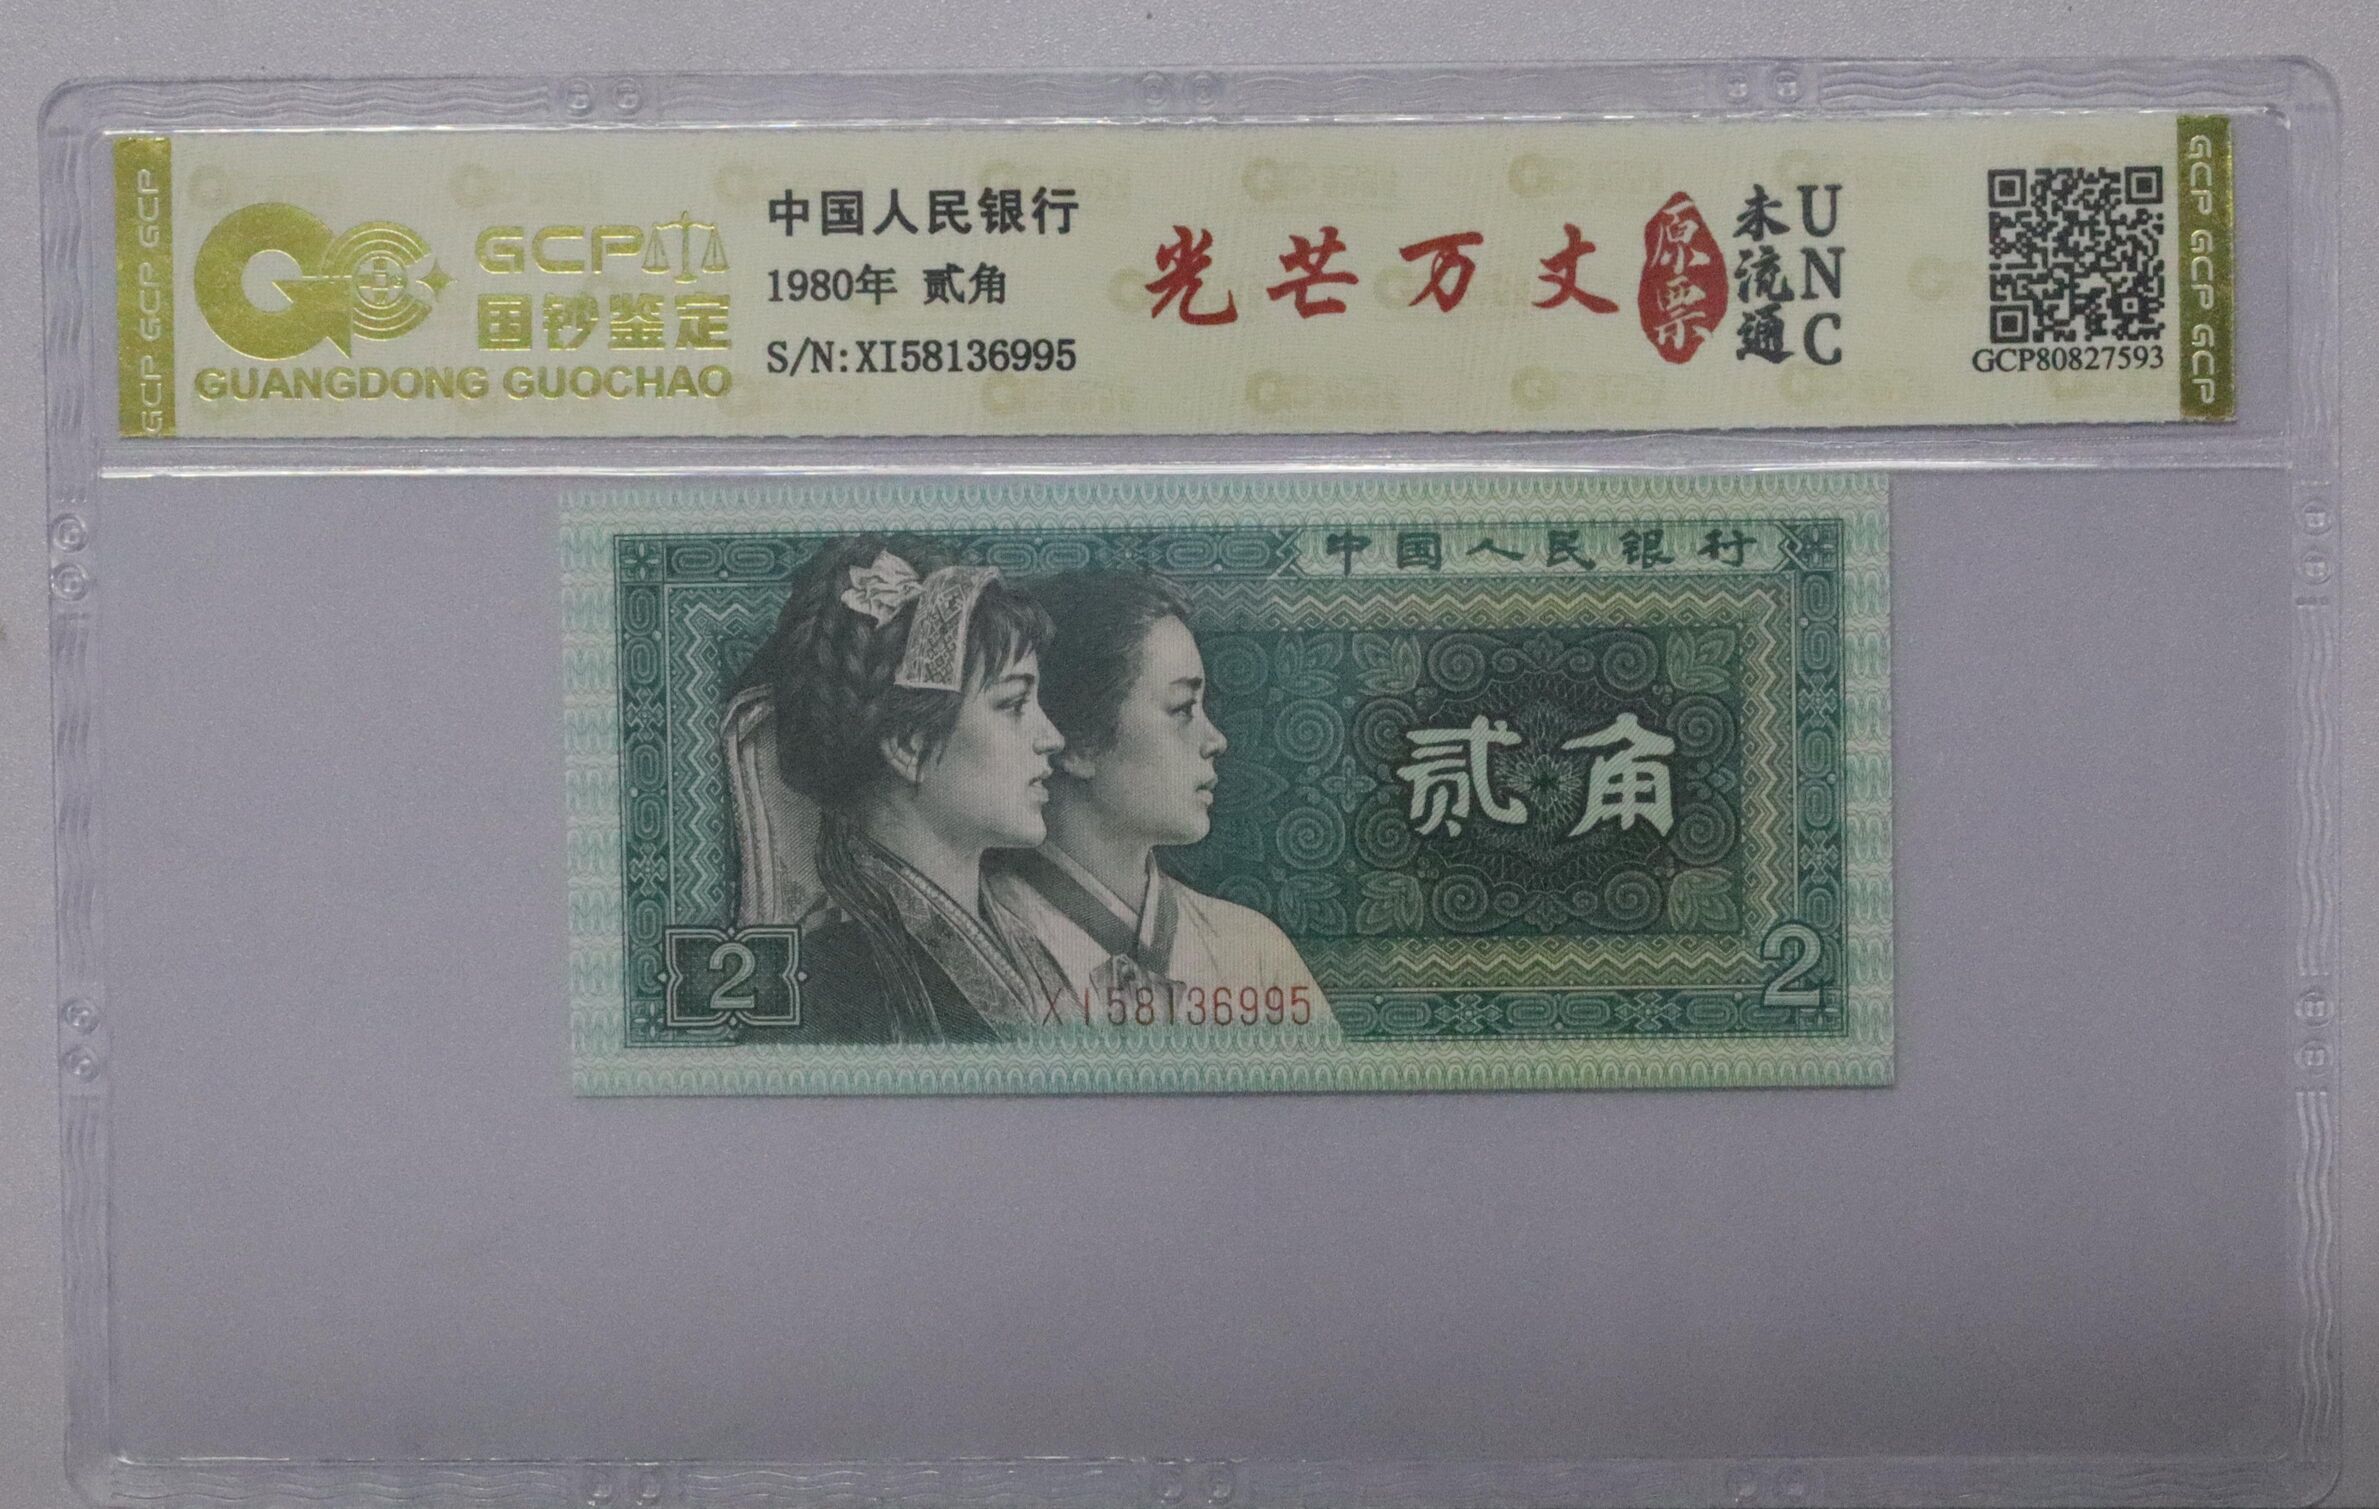 GCP GCP GCP
GCP
国钞鉴定
GUANGDONG GUOCHAO
中国人民银行
1980年 贰角
S/N:XI58136995
光芒万丈
原票
未流通
UNC
GCP80827593
GCP GCP GCP
中国人民银行
贰角
2
2
XI58136995